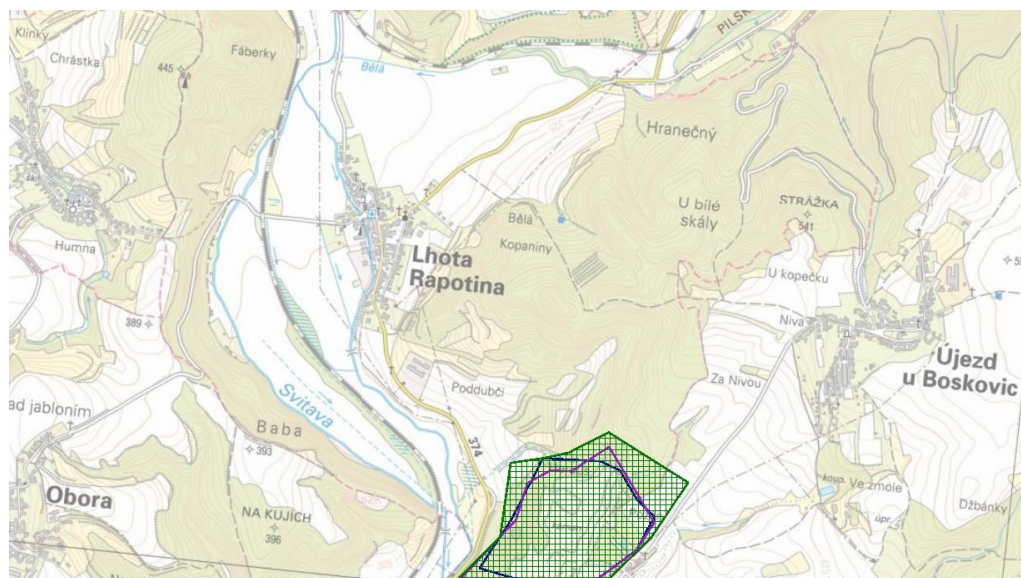 Klínky
Chrástka
Fáberky
445
Bělá
PILSK
Hranečný
U bílé
skály
STRÁŽKA
541
Bělá
Kopaniny
Lhota
Rapotina
Humna
U kopečku
Niva
389
Újezd
u Boskovic
Za Nivou
Poddubčí
Svitava
ad jabloním
Baba
393
374
Obora
NA KUJÍCH
396
koup.
Ve zmole
úpr.
Džbánky